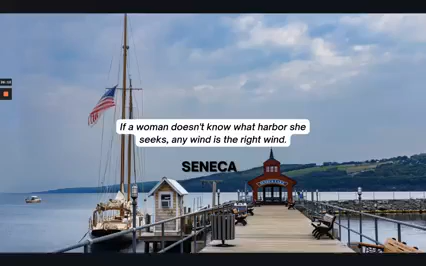 If a woman doesn't know what harbor she
seeks, any wind is the right wind.
SENECA